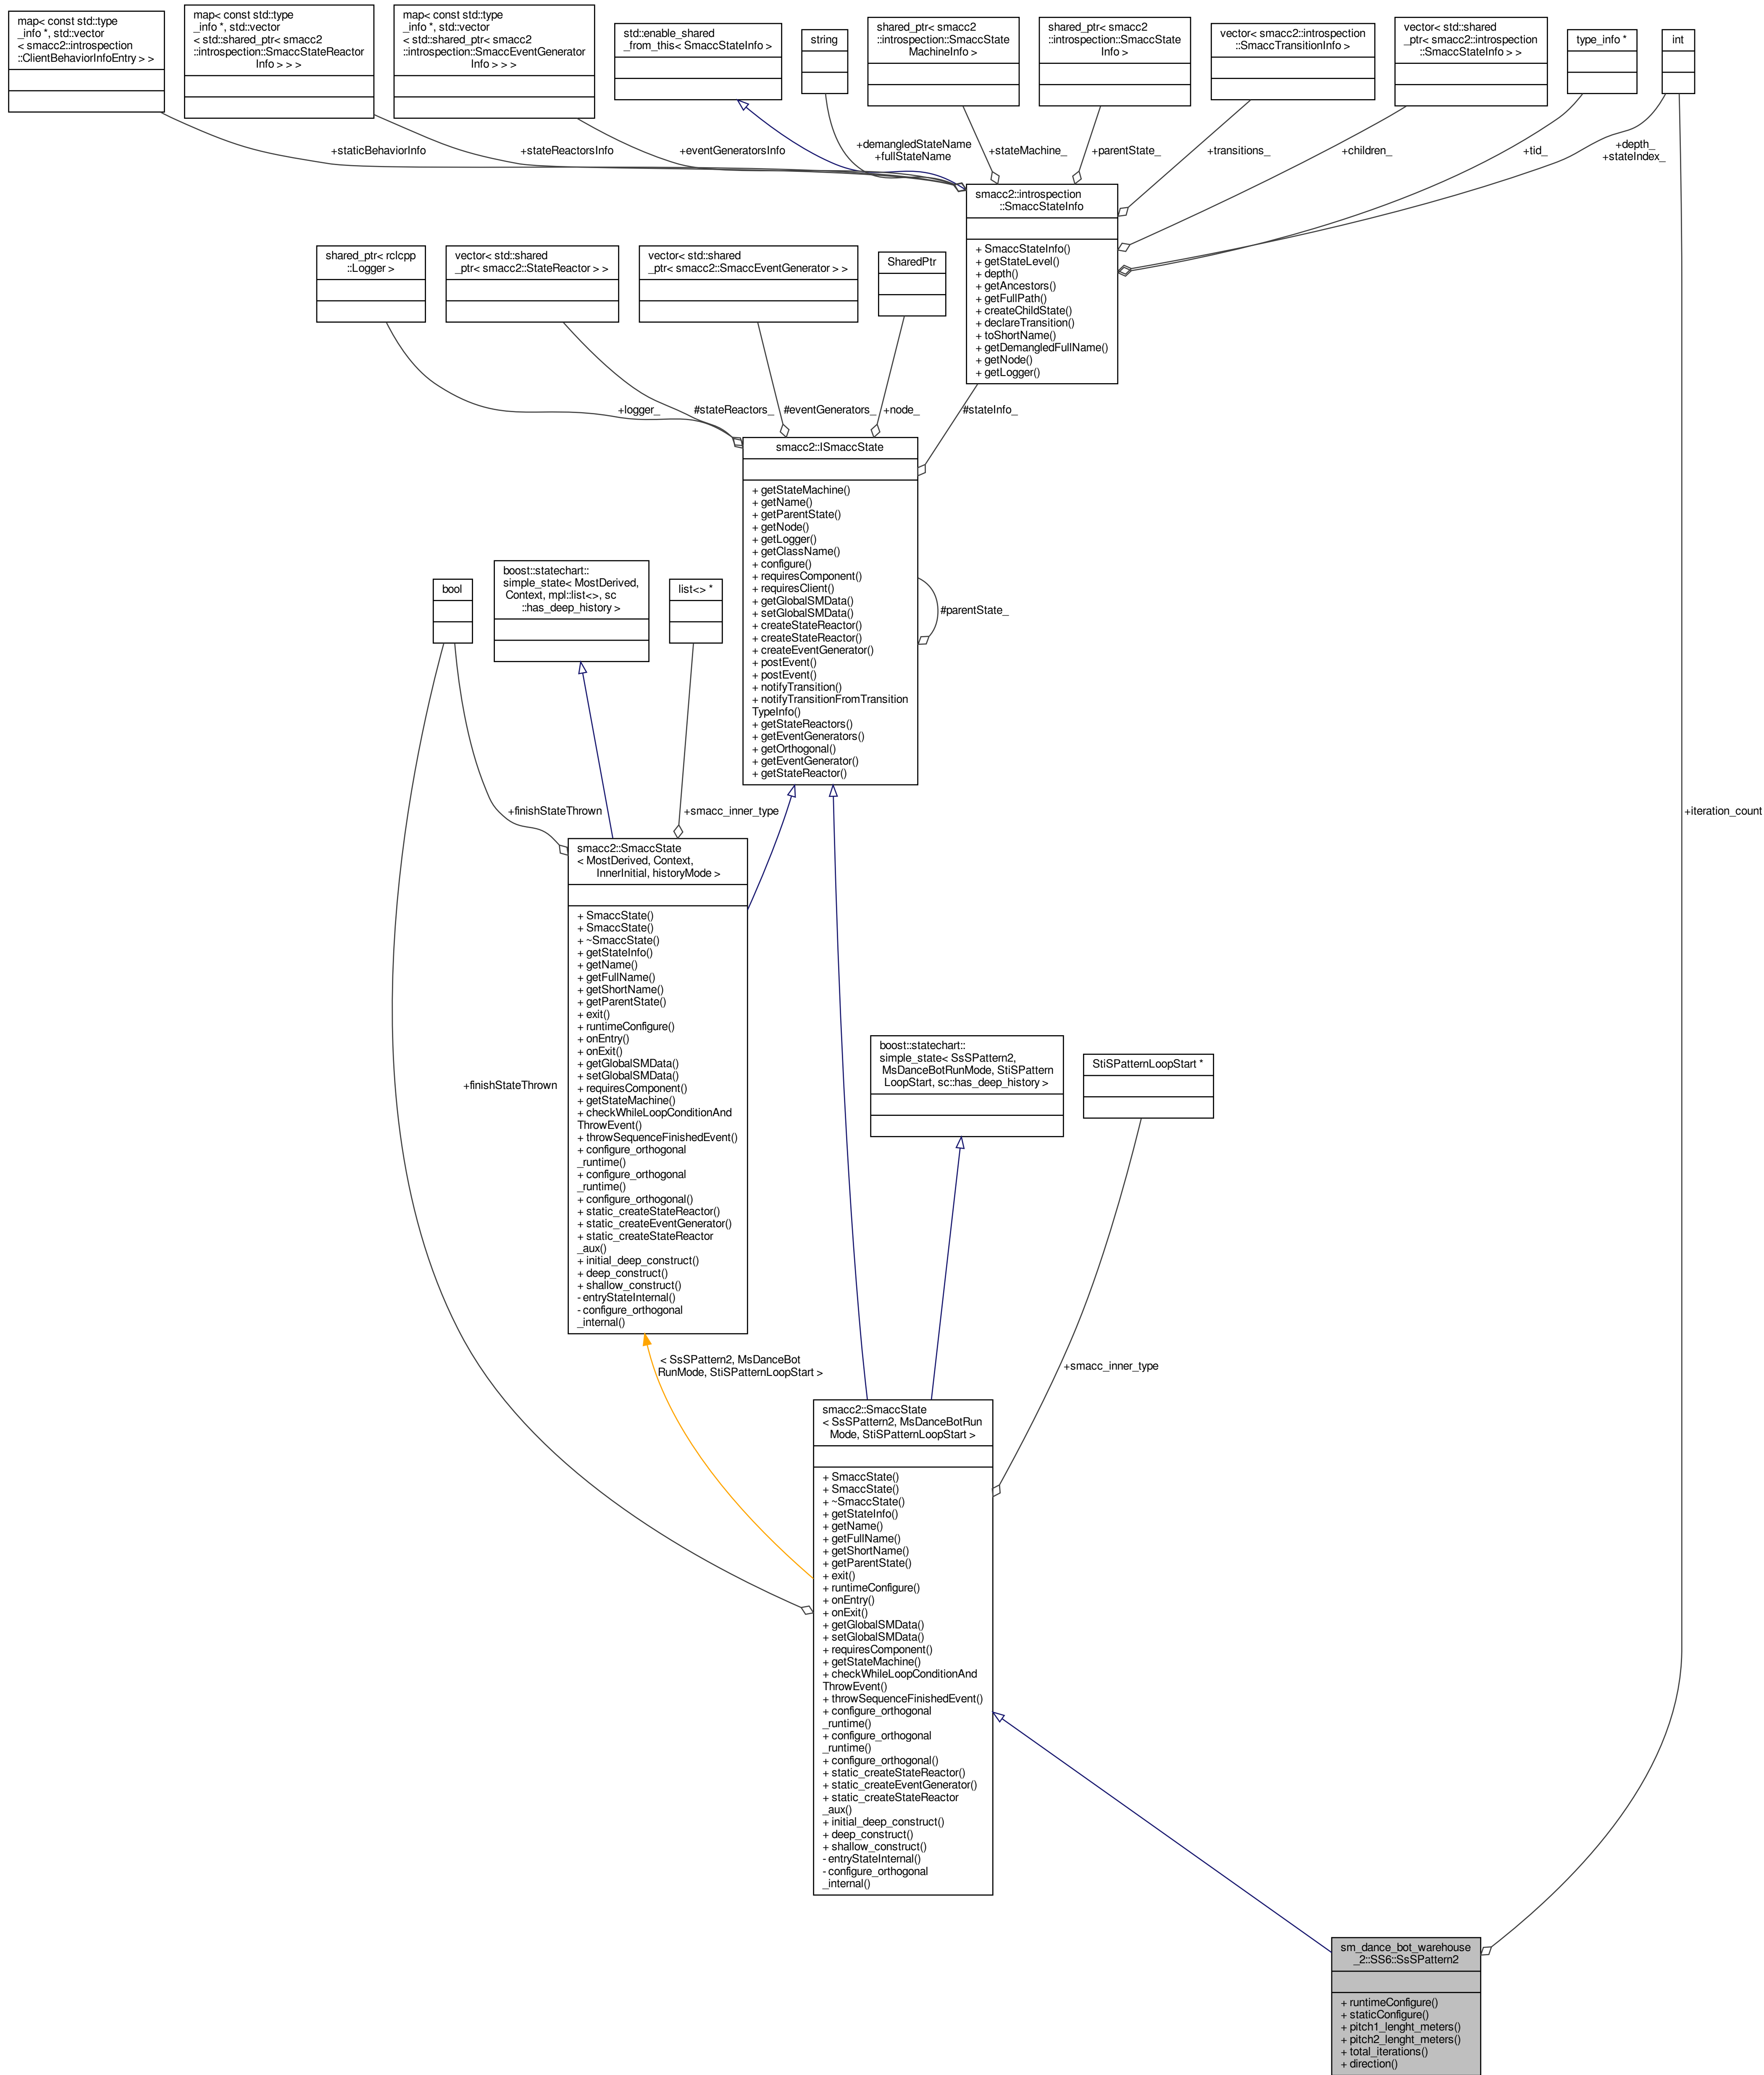 map< const std::type
_info *, std::vector
< smacc2::introspection
::ClientBehaviorInfoEntry > >
map< const std::type
_info *, std::vector
< std::shared_ptr< smacc2
::introspection::SmaccStateReactor
Info > > >
map< const std::type
_info *, std::vector
< std::shared_ptr< smacc2
::introspection::SmaccEventGenerator
Info > > >
std::enable_shared
_from_this< SmaccStateInfo >
string
shared_ptr< smacc2
::introspection::SmaccState
MachineInfo >
shared_ptr< smacc2
::introspection::SmaccState
Info >
vector< smacc2::introspection
::SmaccTransitionInfo >
vector< std::shared
_ptr< smacc2::introspection
::SmaccStateInfo > >
type_info *
int
+staticBehaviorInfo
+stateReactorsInfo
+eventGeneratorsInfo
+demangledStateName
+fullStateName
+stateMachine_
+parentState_
+transitions_
+children_
+tid_
+depth_
+stateIndex_
smacc2::introspection
::SmaccStateInfo
+ SmaccStateInfo()
+ getStateLevel()
+ depth()
+ getAncestors()
+ getFullPath()
+ createChildState()
+ declareTransition()
+ toShortName()
+ getDemangledFullName()
+ getNode()
+ getLogger()
shared_ptr< rclcpp
::Logger >
vector< std::shared
_ptr< smacc2::StateReactor > >
vector< std::shared
_ptr< smacc2::SmaccEventGenerator > >
SharedPtr
+logger_
#stateReactors_
#eventGenerators_
+node_
#stateInfo_
smacc2::ISmaccState
+ getStateMachine()
+ getName()
+ getParentState()
+ getNode()
+ getLogger()
+ getClassName()
+ configure()
+ requiresComponent()
+ requiresClient()
+ getGlobalSMData()
+ setGlobalSMData()
+ createStateReactor()
+ createStateReactor()
+ createEventGenerator()
+ postEvent()
+ postEvent()
+ notifyTransition()
+ notifyTransitionFromTransition
TypeInfo()
+ getStateReactors()
+ getEventGenerators()
+ getOrthogonal()
+ getEventGenerator()
+ getStateReactor()
#parentState_
bool
boost::statechart::
simple_state< MostDerived,
Context, mpl::list<>, sc
::has_deep_history >
list<> *
+finishStateThrown
+smacc_inner_type
+iteration_count
smacc2::SmaccState
< MostDerived, Context,
InnerInitial, historyMode >
+ SmaccState()
+ SmaccState()
+ ~SmaccState()
+ getStateInfo()
+ getName()
+ getFullName()
+ getShortName()
+ getParentState()
+ exit()
+ runtimeConfigure()
+ onEntry()
+ onExit()
+ getGlobalSMData()
+ setGlobalSMData()
+ requiresComponent()
+ getStateMachine()
+ checkWhileLoopConditionAnd
ThrowEvent()
+ throwSequenceFinishedEvent()
+ configure_orthogonal
_runtime()
+ configure_orthogonal
_runtime()
+ configure_orthogonal()
+ static_createStateReactor()
+ static_createEventGenerator()
+ static_createStateReactor
_aux()
+ initial_deep_construct()
+ deep_construct()
+ shallow_construct()
- entryStateInternal()
- configure_orthogonal
_internal()
+finishStateThrown
boost::statechart::
simple_state< SsSPattern2,
MsDanceBotRunMode, StiSPattern
LoopStart, sc::has_deep_history >
StiSPatternLoopStart *
< SsSPattern2, MsDanceBot
RunMode, StiSPatternLoopStart >
+smacc_inner_type
smacc2::SmaccState
< SsSPattern2, MsDanceBotRun
Mode, StiSPatternLoopStart >
+ SmaccState()
+ SmaccState()
+ ~SmaccState()
+ getStateInfo()
+ getName()
+ getFullName()
+ getShortName()
+ getParentState()
+ exit()
+ runtimeConfigure()
+ onEntry()
+ onExit()
+ getGlobalSMData()
+ setGlobalSMData()
+ requiresComponent()
+ getStateMachine()
+ checkWhileLoopConditionAnd
ThrowEvent()
+ throwSequenceFinishedEvent()
+ configure_orthogonal
_runtime()
+ configure_orthogonal
_runtime()
+ configure_orthogonal()
+ static_createStateReactor()
+ static_createEventGenerator()
+ static_createStateReactor
_aux()
+ initial_deep_construct()
+ deep_construct()
+ shallow_construct()
- entryStateInternal()
- configure_orthogonal
_internal()
sm_dance_bot_warehouse
_2::SS6::SsSPattern2
+ runtimeConfigure()
+ staticConfigure()
+ pitch1_lenght_meters()
+ pitch2_lenght_meters()
+ total_iterations()
+ direction()